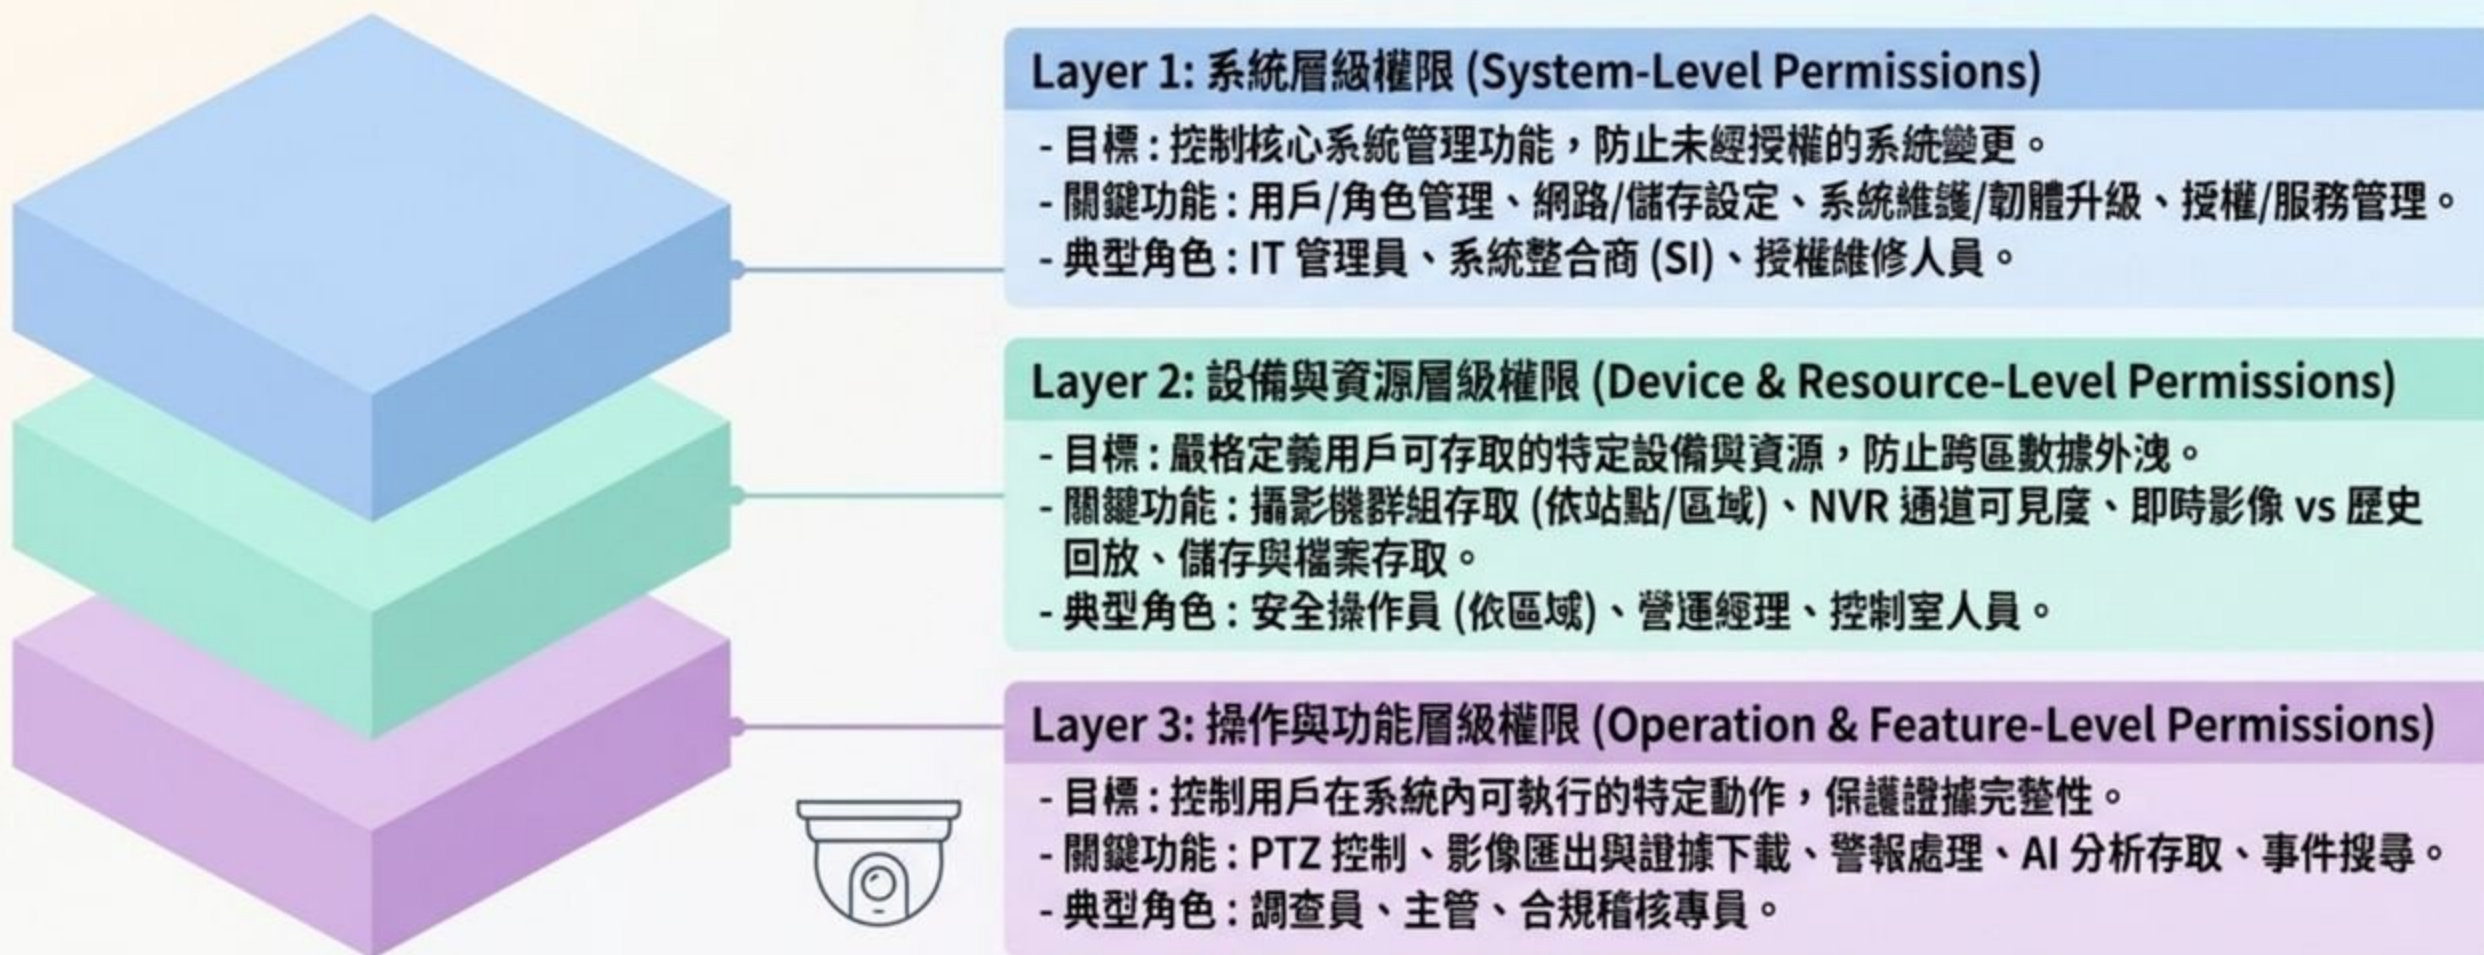 Layer 1: 系統層級權限 (System-Level Permissions)
- 目標 : 控制核心系統管理功能，防止未經授權的系統變更。
- 關鍵功能 : 用戶/角色管理、網路/儲存設定、系統維護/韌體升級、授權/服務管理。
- 典型角色 : IT 管理員、系統整合商 (SI)、授權維修人員。
Layer 2: 設備與資源層級權限 (Device & Resource-Level Permissions)
- 目標 : 嚴格定義用戶可存取的特定設備與資源，防止跨區數據外洩。
- 關鍵功能 : 攝影機群組存取 (依站點/區域)、NVR 通道可見度、即時影像 vs 歷史
回放、儲存與檔案存取。
- 典型角色 : 安全操作員 (依區域)、營運經理、控制室人員。
Layer 3: 操作與功能層級權限 (Operation & Feature-Level Permissions)
- 目標 : 控制用戶在系統內可執行的特定動作，保護證據完整性。
- 關鍵功能 : PTZ 控制、影像匯出與證據下載、警報處理、AI 分析存取、事件搜尋。
- 典型角色 : 調查員、主管、合規稽核專員。